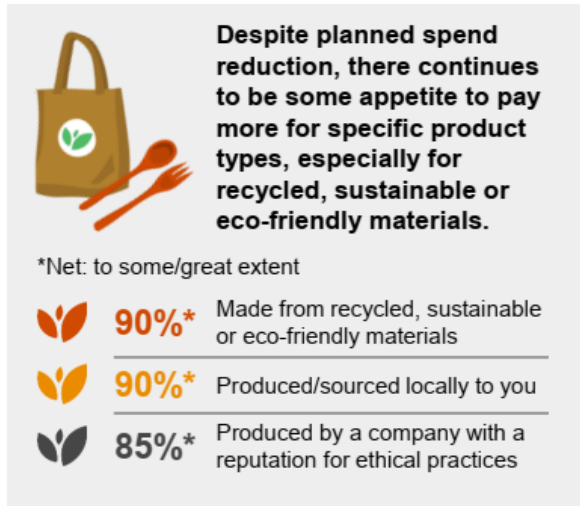 Despite planned spend
reduction, there continues
to be some appetite to pay
more for specific product
types, especially for
recycled, sustainable or
eco-friendly materials.
*Net: to some/great extent
90%* Made from recycled, sustainable
or eco-friendly materials
90%* Produced/sourced locally to you
85%* Produced by a company with a
reputation for ethical practices